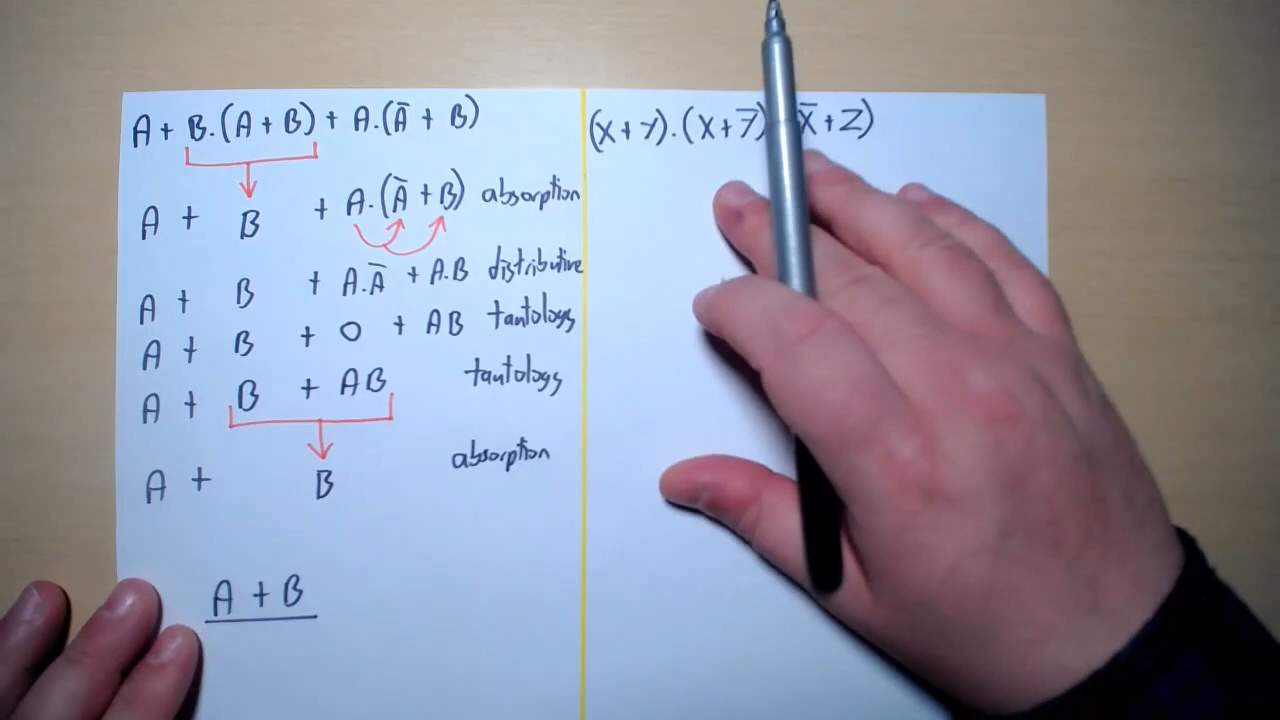 A + B.(A + B) + A.(Ā + B)
A + B + A.(Ā + B) absorption
A + B + A.Ā + A.B distributive
A + B + 0 + AB tautology
A + B + AB tautology
A + B absorption
A + B
(X + Y).(X + Ȳ) X̄ + Z)